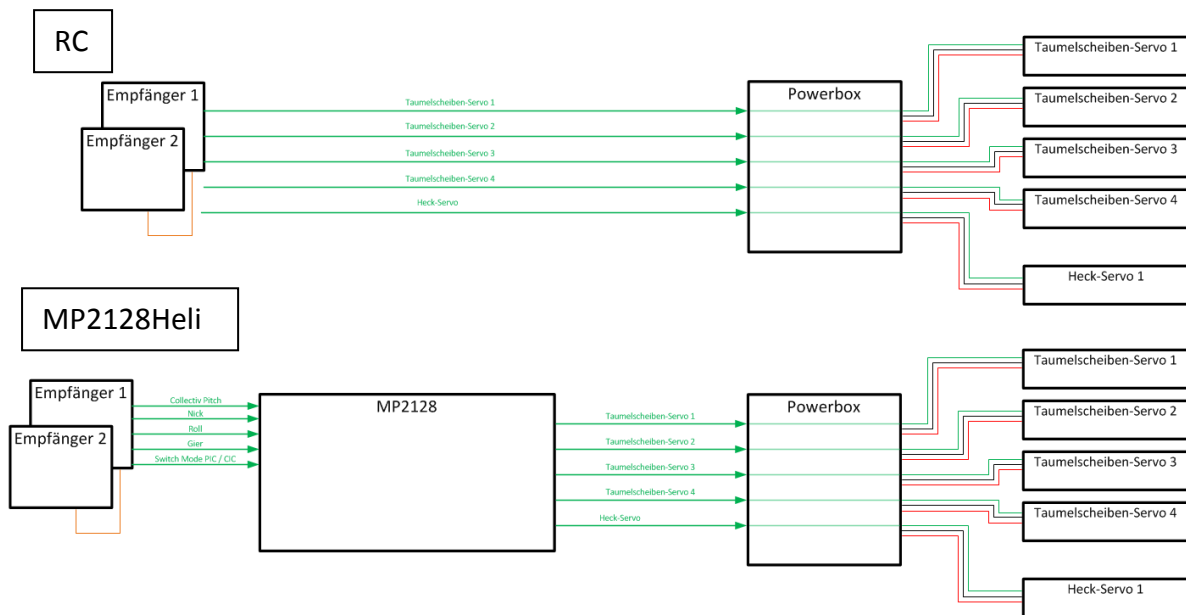 RC
Empfänger 1
Empfänger 2
Taumelscheiben-Servo 1
Taumelscheiben-Servo 2
Taumelscheiben-Servo 3
Taumelscheiben-Servo 4
Heck-Servo
Powerbox
Taumelscheiben-Servo 1
Taumelscheiben-Servo 2
Taumelscheiben-Servo 3
Taumelscheiben-Servo 4
Heck-Servo 1
MP2128Heli
Empfänger 1
Empfänger 2
Collectiv Pitch
Nick
Roll
Gier
Switch Mode PIC / CIC
MP2128
Taumelscheiben-Servo 1
Taumelscheiben-Servo 2
Taumelscheiben-Servo 3
Taumelscheiben-Servo 4
Heck-Servo
Powerbox
Taumelscheiben-Servo 1
Taumelscheiben-Servo 2
Taumelscheiben-Servo 3
Taumelscheiben-Servo 4
Heck-Servo 1